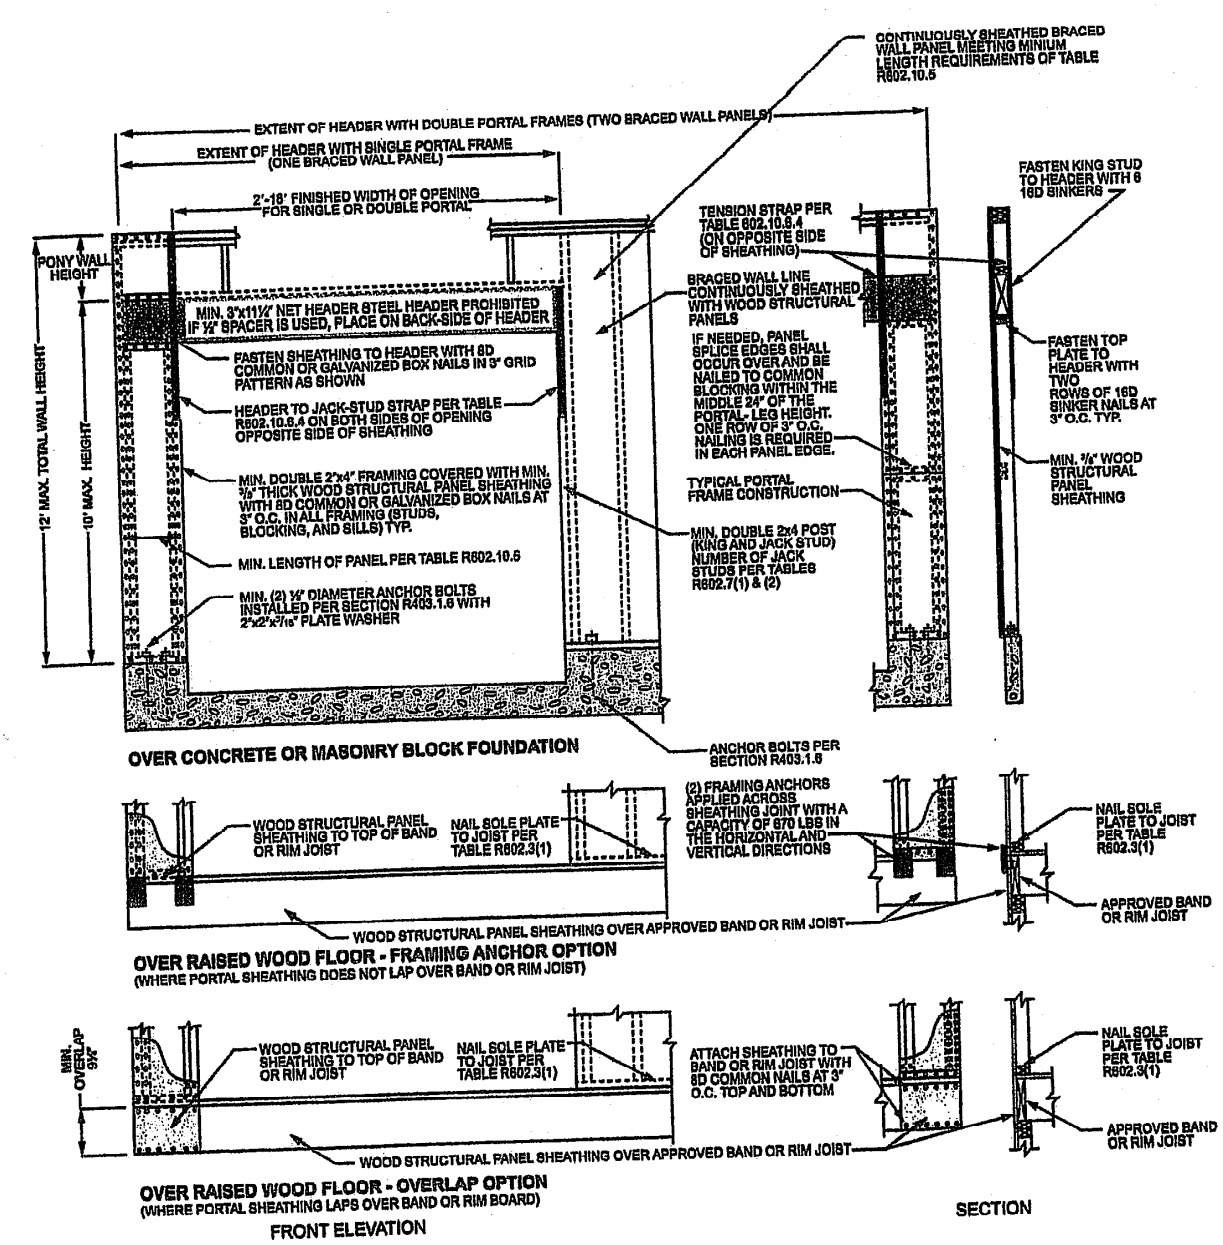 CONTINUOUSLY SHEATHED BRACED
WALL PANEL MEETING MINIUM
LENGTH REQUIREMENTS OF TABLE
R602.10.5
EXTENT OF HEADER WITH DOUBLE PORTAL FRAMES (TWO BRACED WALL PANELS)
EXTENT OF HEADER WITH SINGLE PORTAL FRAME
(ONE BRACED WALL PANEL)
2'-18' FINISHED WIDTH OF OPENING
FOR SINGLE OR DOUBLE PORTAL
FASTEN KING STUD
TO HEADER WITH 6
16D SINKERS
TENSION STRAP PER
TABLE 602.10.6.4
(ON OPPOSITE SIDE
OF SHEATHING)
PONY WALL
HEIGHT
12' MAX. TOTAL WALL HEIGHT
10' MAX. HEIGHT
MIN. 3"x11¼" NET HEADER STEEL HEADER PROHIBITED
IF ½" SPACER IS USED, PLACE ON BACK-SIDE OF HEADER
BRACED WALL LINE
CONTINUOUSLY SHEATHED
WITH WOOD STRUCTURAL
PANELS
FASTEN SHEATHING TO HEADER WITH 8D
COMMON OR GALVANIZED BOX NAILS IN 3" GRID
PATTERN AS SHOWN
IF NEEDED, PANEL
SPLICE EDGES SHALL
OCCUR OVER AND BE
NAILED TO COMMON
BLOCKING WITHIN THE
MIDDLE 24" OF THE
PORTAL- LEG HEIGHT.
ONE ROW OF 3" O.C.
NAILING IS REQUIRED
IN EACH PANEL EDGE.
FASTEN TOP
PLATE TO
HEADER WITH
TWO
ROWS OF 16D
SINKER NAILS AT
3" O.C. TYP.
HEADER TO JACK-STUD STRAP PER TABLE
R602.10.6.4 ON BOTH SIDES OF OPENING
OPPOSITE SIDE OF SHEATHING
MIN. DOUBLE 2"x4" FRAMING COVERED WITH MIN.
⅜" THICK WOOD STRUCTURAL PANEL SHEATHING
WITH 8D COMMON OR GALVANIZED BOX NAILS AT
3" O.C. IN ALL FRAMING (STUDS,
BLOCKING, AND SILLS) TYP.
MIN. ⅜" WOOD
STRUCTURAL
PANEL
SHEATHING
TYPICAL PORTAL
FRAME CONSTRUCTION
MIN. DOUBLE 2x4 POST
(KING AND JACK STUD)
NUMBER OF JACK
STUDS PER TABLES
R602.7(1) & (2)
MIN. LENGTH OF PANEL PER TABLE R602.10.5
MIN. (2) ½" DIAMETER ANCHOR BOLTS
INSTALLED PER SECTION R403.1.6 WITH
2"x2"x3/16" PLATE WASHER
OVER CONCRETE OR MASONRY BLOCK FOUNDATION
ANCHOR BOLTS PER
SECTION R403.1.6
WOOD STRUCTURAL PANEL
SHEATHING TO TOP OF BAND
OR RIM JOIST
NAIL SOLE PLATE
TO JOIST PER
TABLE R602.3(1)
(2) FRAMING ANCHORS
APPLIED ACROSS
SHEATHING JOINT WITH A
CAPACITY OF 670 LBS IN
THE HORIZONTAL AND
VERTICAL DIRECTIONS
NAIL SOLE
PLATE TO JOIST
PER TABLE
R602.3(1)
APPROVED BAND
OR RIM JOIST
WOOD STRUCTURAL PANEL SHEATHING OVER APPROVED BAND OR RIM JOIST
OVER RAISED WOOD FLOOR - FRAMING ANCHOR OPTION
(WHERE PORTAL SHEATHING DOES NOT LAP OVER BAND OR RIM JOIST)
MIN.
OVERLAP
9¼"
WOOD STRUCTURAL PANEL
SHEATHING TO TOP OF BAND
OR RIM JOIST
NAIL SOLE PLATE
TO JOIST PER
TABLE R602.3(1)
ATTACH SHEATHING TO
BAND OR RIM JOIST WITH
8D COMMON NAILS AT 3"
O.C. TOP AND BOTTOM
NAIL SOLE
PLATE TO JOIST
PER TABLE
R602.3(1)
APPROVED BAND
OR RIM JOIST
WOOD STRUCTURAL PANEL SHEATHING OVER APPROVED BAND OR RIM JOIST
OVER RAISED WOOD FLOOR - OVERLAP OPTION
(WHERE PORTAL SHEATHING LAPS OVER BAND OR RIM BOARD)
FRONT ELEVATION
SECTION